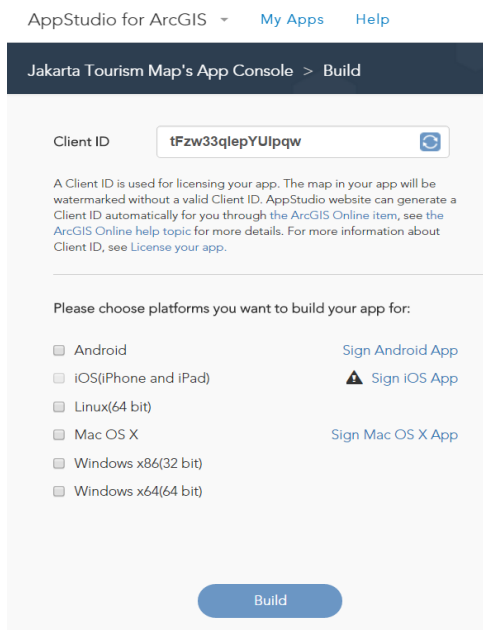 AppStudio for ArcGIS My Apps Help
Jakarta Tourism Map's App Console > Build
Client ID tFzw33qlepYUlpqw
A Client ID is used for licensing your app. The map in your app will be
watermarked without a valid Client ID. AppStudio website can generate a
Client ID automatically for you through the ArcGIS Online item, see the
ArcGIS Online help topic for more details. For more information about
Client ID, see License your app.
Please choose platforms you want to build your app for:
Android Sign Android App
iOS(iPhone and iPad) Sign iOS App
Linux(64 bit)
Mac OS X Sign Mac OS X App
Windows x86(32 bit)
Windows x64(64 bit)
Build